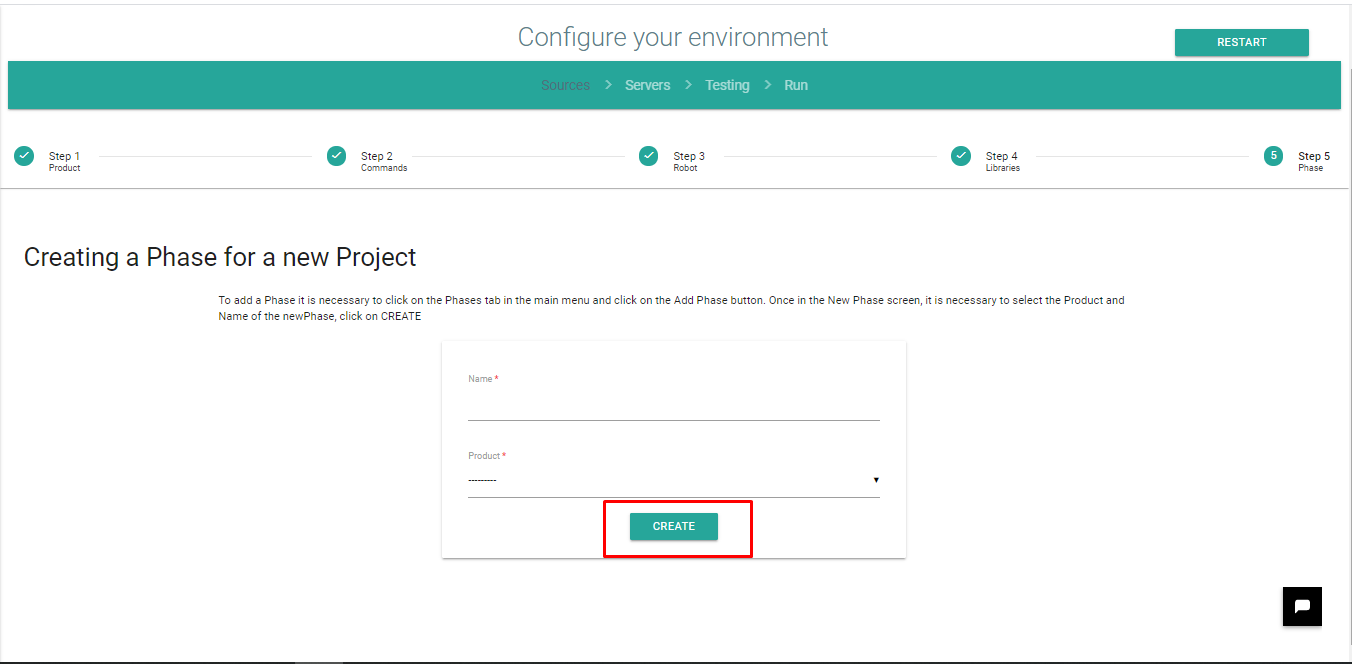 Configure your environment
RESTART
Sources > Servers > Testing > Run
Step 1
Product
Step 2
Commands
Step 3
Robot
Step 4
Libraries
5
Step 5
Phase
Creating a Phase for a new Project
To add a Phase it is necessary to click on the Phases tab in the main menu and click on the Add Phase button. Once in the New Phase screen, it is necessary to select the Product and
Name of the newPhase, click on CREATE
Name *
Product *
---------
CREATE